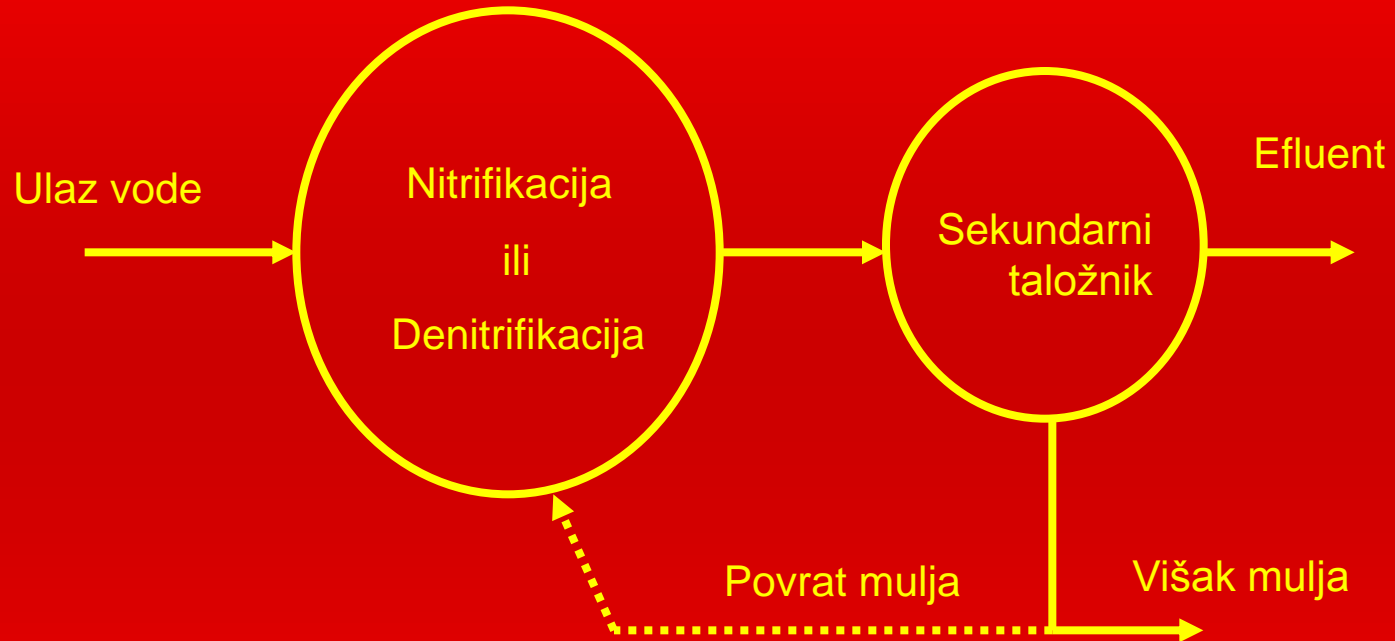 Ulaz vode
Nitrifikacija
ili
Denitrifikacija
Sekundarni
taložnik
Efluent
Povrat mulja
Višak mulja